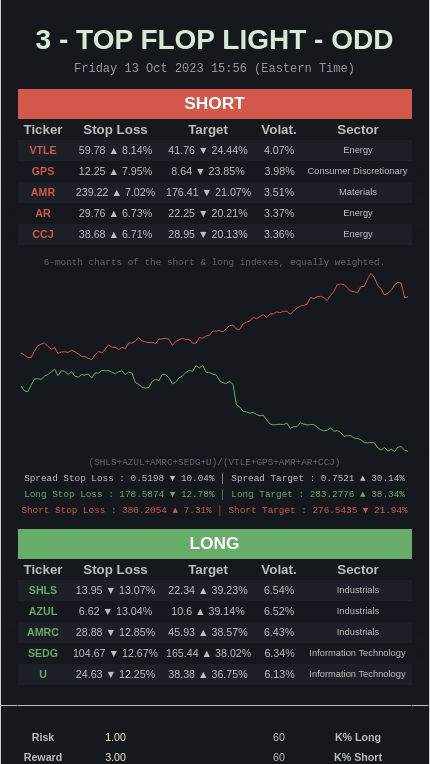 3 - TOP FLOP LIGHT - ODD
Friday 13 Oct 2023 15:56 (Eastern Time)
SHORT
Ticker Stop Loss Target Volat. Sector
VTLE 59.78 ▲ 8.14% 41.76 ▼ 24.44% 4.07% Energy
GPS 12.25 ▲ 7.95% 8.64 ▼ 23.85% 3.98% Consumer Discretionary
AMR 239.22 ▲ 7.02% 176.41 ▼ 21.07% 3.51% Materials
AR 29.76 ▲ 6.73% 22.25 ▼ 20.21% 3.37% Energy
CCJ 38.68 ▲ 6.71% 28.95 ▼ 20.13% 3.36% Energy
6-month charts of the short & long indexes, equally weighted.
(SHLS+AZUL+AMRC+SEDG+U)/(VTLE+GPS+AMR+AR+CCJ)
Spread Stop Loss : 0.5198 ▼ 10.04% | Spread Target : 0.7521 ▲ 30.14%
Long Stop Loss : 178.5874 ▼ 12.78% | Long Target : 283.2776 ▲ 38.34%
Short Stop Loss : 380.2054 ▲ 7.31% | Short Target : 276.5435 ▼ 21.94%
LONG
Ticker Stop Loss Target Volat. Sector
SHLS 13.95 ▼ 13.07% 22.34 ▲ 39.23% 6.54% Industrials
AZUL 6.62 ▼ 13.04% 10.6 ▲ 39.14% 6.52% Industrials
AMRC 28.88 ▼ 12.85% 45.93 ▲ 38.57% 6.43% Industrials
SEDG 104.67 ▼ 12.67% 165.44 ▲ 38.02% 6.34% Information Technology
U 24.63 ▼ 12.25% 38.38 ▲ 36.75% 6.13% Information Technology
Risk 1.00 60 K% Long
Reward 3.00 60 K% Short